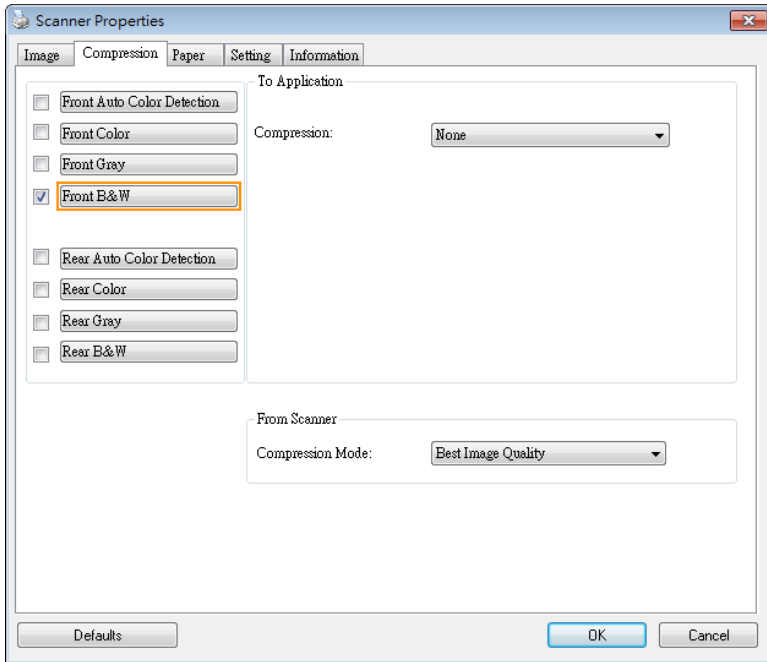 Scanner Properties
Image Compression Paper Setting Information
Front Auto Color Detection
Front Color
Front Gray
Front B&W
Rear Auto Color Detection
Rear Color
Rear Gray
Rear B&W
To Application
Compression: None
From Scanner
Compression Mode: Best Image Quality
Defaults OK Cancel